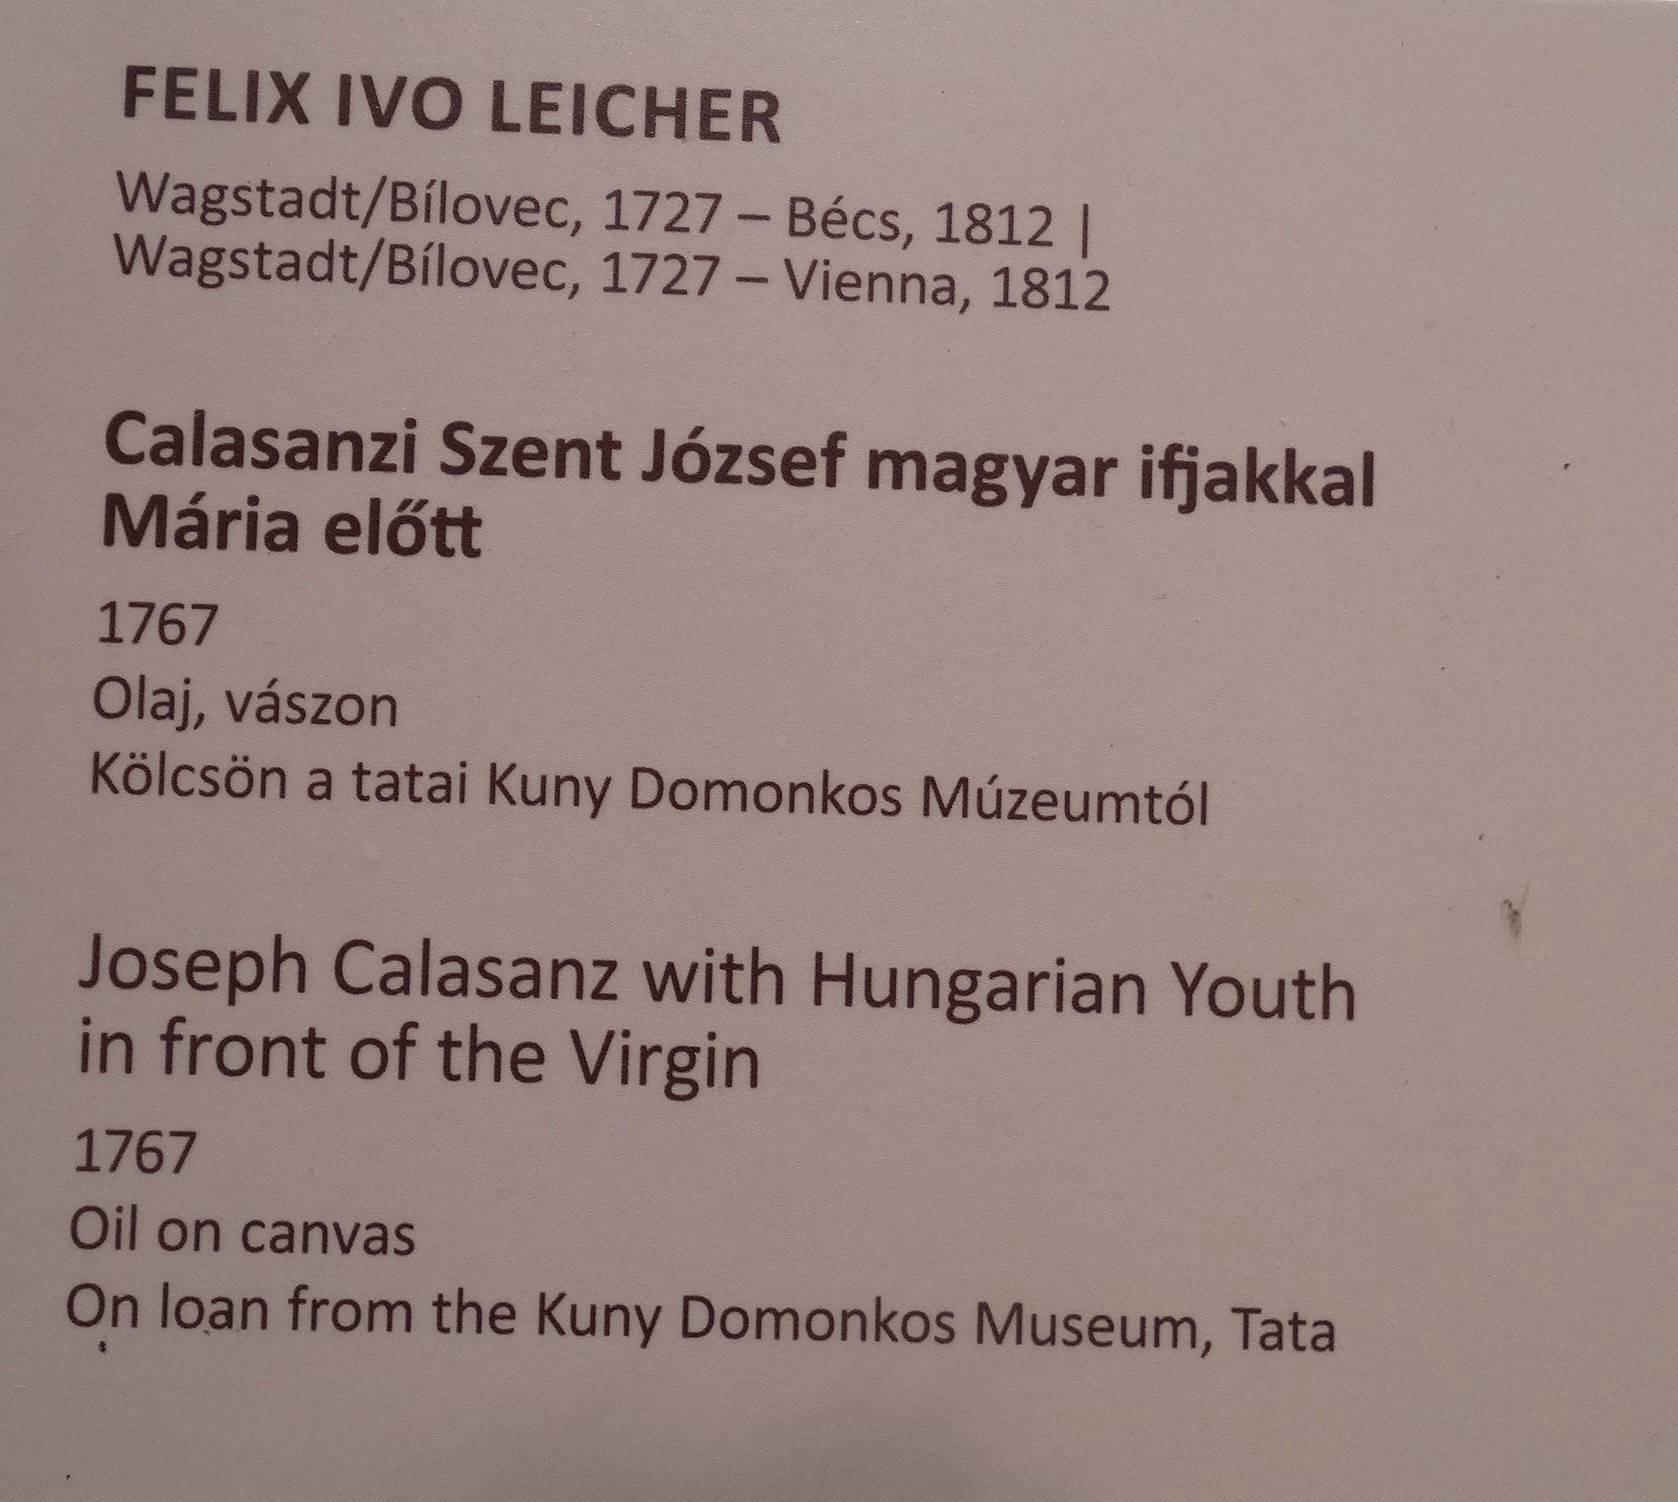 FELIX IVO LEICHER
Wagstadt/Bílovec, 1727 – Bécs, 1812 |
Wagstadt/Bílovec, 1727 – Vienna, 1812
Calasanzi Szent József magyar ifjakkal
Mária előtt
1767
Olaj, vászon
Kölcsön a tatai Kuny Domonkos Múzeumtól
Joseph Calasanz with Hungarian Youth
in front of the Virgin
1767
Oil on canvas
On loan from the Kuny Domonkos Museum, Tata